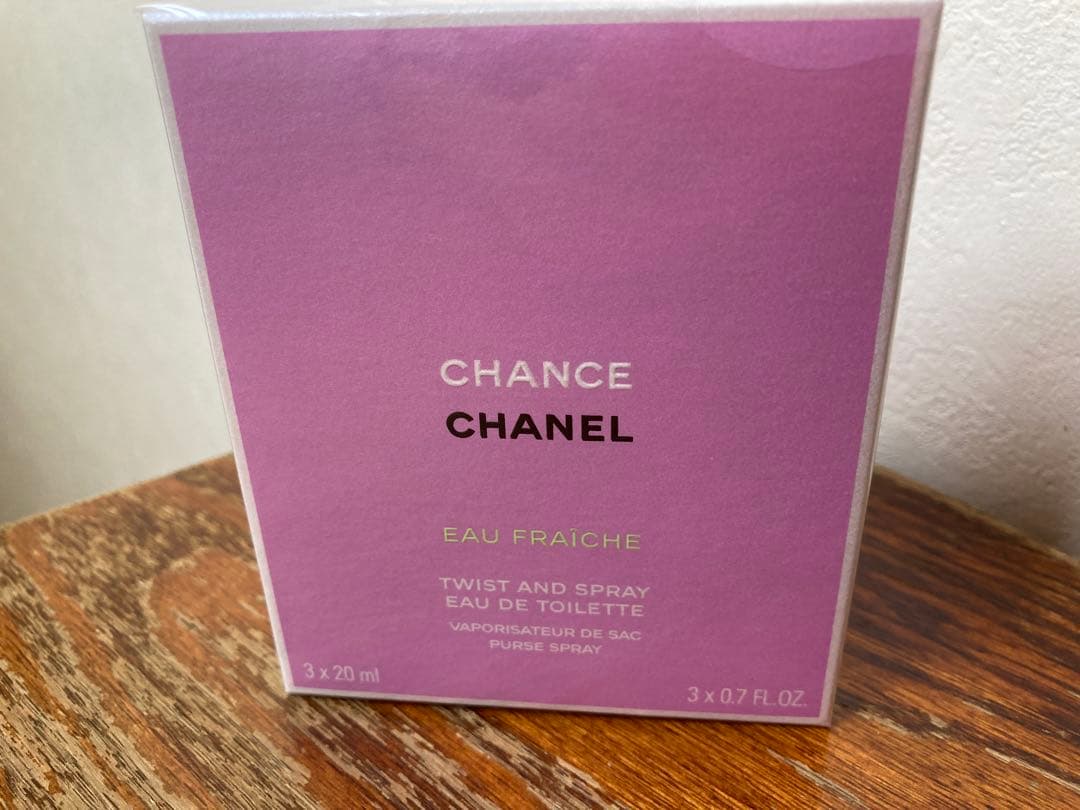 CHANCE
CHANEL
EAU FRAÎCHE
TWIST AND SPRAY
EAU DE TOILETTE
VAPORISATEUR DE SAC
PURSE SPRAY
3 x 20 ml
3 x 0.7 FL.OZ.